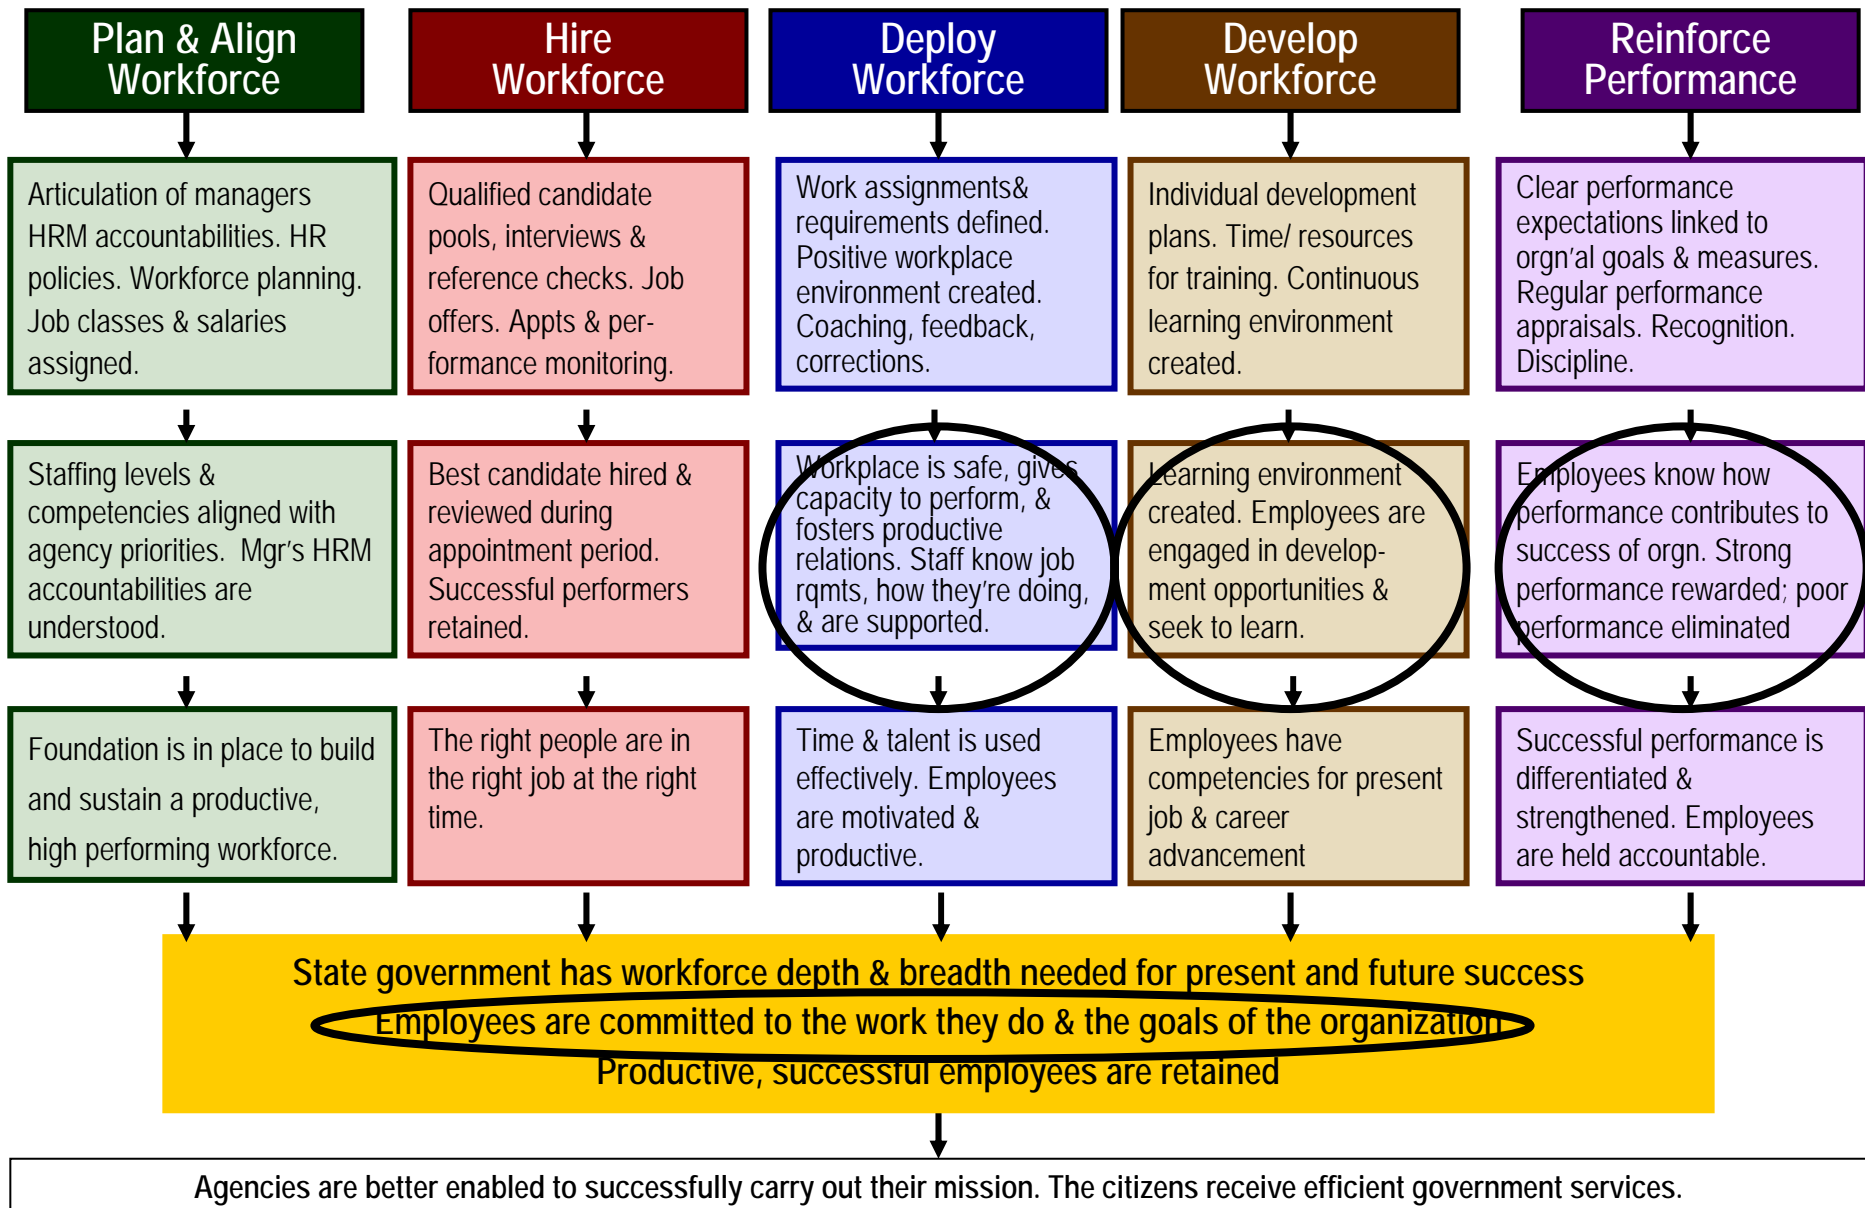 Plan & Align
Workforce
Hire
Workforce
Deploy
Workforce
Develop
Workforce
Reinforce
Performance
Articulation of managers
HRM accountabilities. HR
policies. Workforce planning.
Job classes & salaries
assigned.
Qualified candidate
pools, interviews &
reference checks. Job
offers. Appts & per-
formance monitoring.
Work assignments&
requirements defined.
Positive workplace
environment created.
Coaching, feedback,
corrections.
Individual development
plans. Time/ resources
for training. Continuous
learning environment
created.
Clear performance
expectations linked to
orgn'al goals & measures.
Regular performance
appraisals. Recognition.
Discipline.
Staffing levels &
competencies aligned with
agency priorities.  Mgr's HRM
accountabilities are
understood.
Best candidate hired &
reviewed during
appointment period.
Successful performers
retained.
Workplace is safe, gives
capacity to perform, &
fosters productive
relations. Staff know job
rqmts, how they're doing,
& are supported.
Learning environment
created. Employees are
engaged in develop-
ment opportunities &
seek to learn.
Employees know how
performance contributes to
success of orgn. Strong
performance rewarded; poor
performance eliminated
Foundation is in place to build
and sustain a productive,
high performing workforce.
The right people are in
the right job at the right
time.
Time & talent is used
effectively. Employees
are motivated &
productive.
Employees have
competencies for present
job & career
advancement
Successful performance is
differentiated &
strengthened. Employees
are held accountable.
State government has workforce depth & breadth needed for present and future success
Employees are committed to the work they do & the goals of the organization
Productive, successful employees are retained
Agencies are better enabled to successfully carry out their mission. The citizens receive efficient government services.